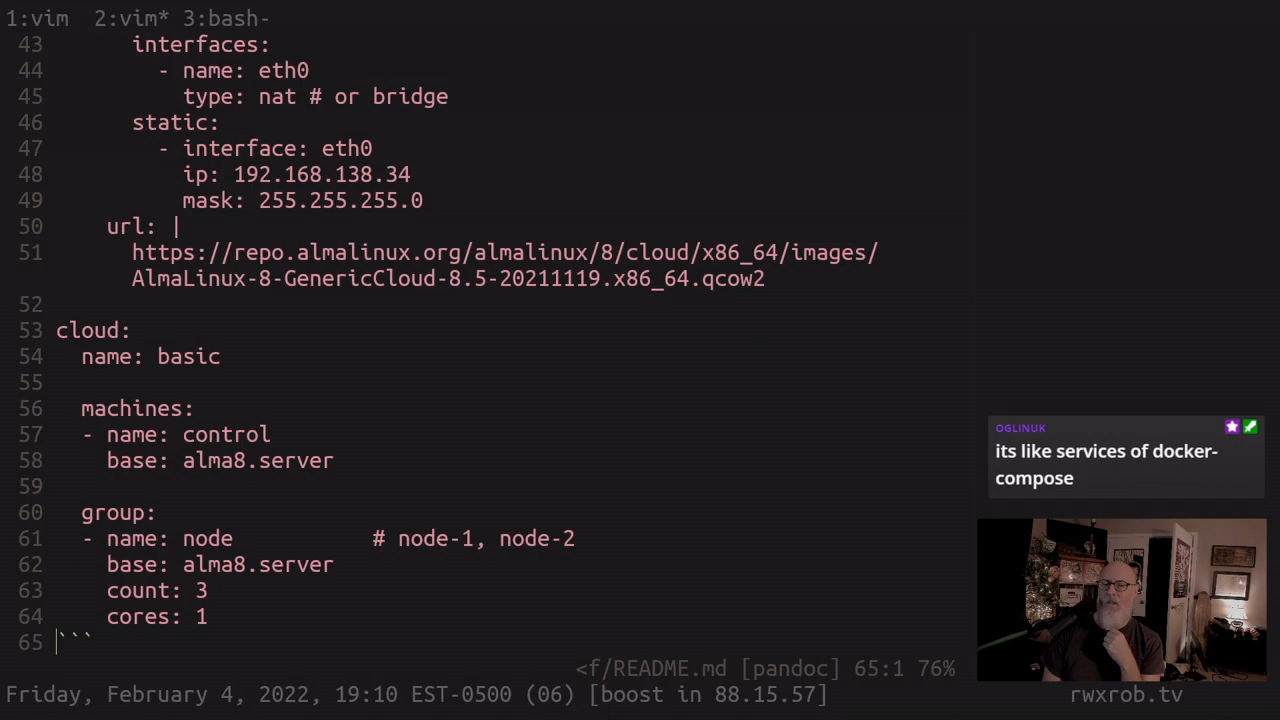 1:vim  2:vim* 3:bash-
43       interfaces:
44         - name: eth0
45           type: nat # or bridge
46       static:
47         - interface: eth0
48           ip: 192.168.138.34
49           mask: 255.255.255.0
50     url: |
51       https://repo.almalinux.org/almalinux/8/cloud/x86_64/images/
       AlmaLinux-8-GenericCloud-8.5-20211119.x86_64.qcow2
52
53 cloud:
54   name: basic
55
56   machines:
57   - name: control
58     base: alma8.server
59
60   group:
61   - name: node           # node-1, node-2
62     base: alma8.server
63     count: 3
64     cores: 1
65 ```
<f/README.md [pandoc] 65:1 76%
Friday, February 4, 2022, 19:10 EST-0500 (06) [boost in 88.15.57]
rwxrob.tv
OGLINUK
its like services of docker-
compose